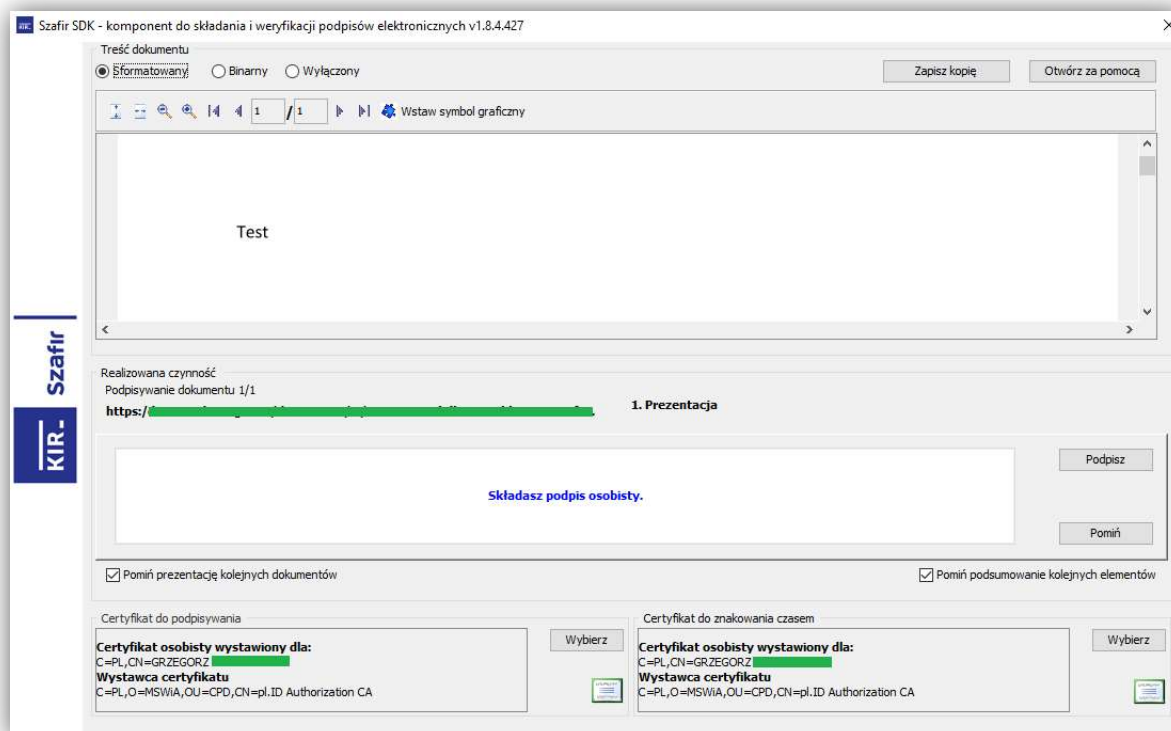 KIR. Szafir SDK - komponent do składania i weryfikacji podpisów elektronicznych v1.8.4.427
Treść dokumentu
Sformatowany Binarny Wyłączony Zapisz kopię Otwórz za pomocą
1 / 1 Wstaw symbol graficzny
Test
KIR. Szafir
Realizowana czynność
Podpisywanie dokumentu 1/1
https:/
1. Prezentacja
Składasz podpis osobisty.
Podpisz
Pomiń
Pomiń prezentację kolejnych dokumentów Pomiń podsumowanie kolejnych elementów
Certyfikat do podpisywania
Certyfikat osobisty wystawiony dla:
C=PL,CN=GRZEGORZ
Wystawca certyfikatu
C=PL,O=MSWiA,OU=CPD,CN=pl.ID Authorization CA
Wybierz
Certyfikat do znakowania czasem
Certyfikat osobisty wystawiony dla:
C=PL,CN=GRZEGORZ
Wystawca certyfikatu
C=PL,O=MSWiA,OU=CPD,CN=pl.ID Authorization CA
Wybierz